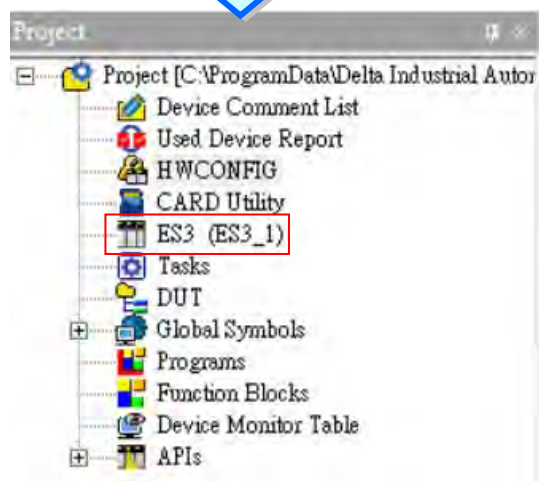 Project
Project [C:\ProgramData\Delta Industrial Autor
Device Comment List
Used Device Report
HWCONFIG
CARD Utility
ES3 (ES3_1)
Tasks
DUT
Global Symbols
Programs
Function Blocks
Device Monitor Table
APIs